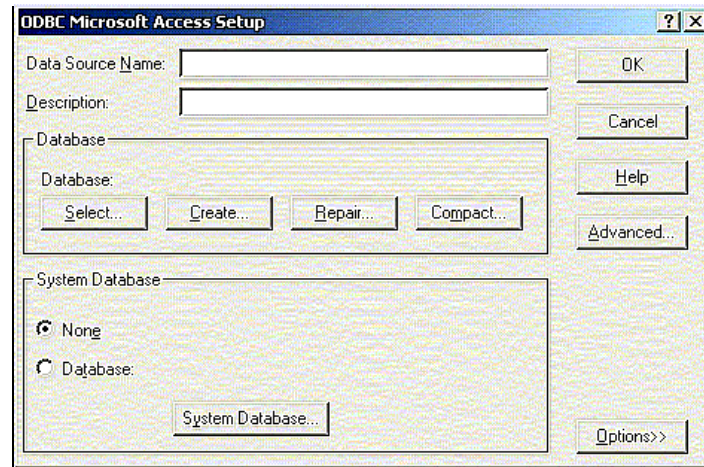 ODBC Microsoft Access Setup
Data Source Name:
OK
Description:
Cancel
Database
Database:
Help
Select... Create... Repair... Compact...
Advanced...
System Database
None
Database:
System Database...
Options>>